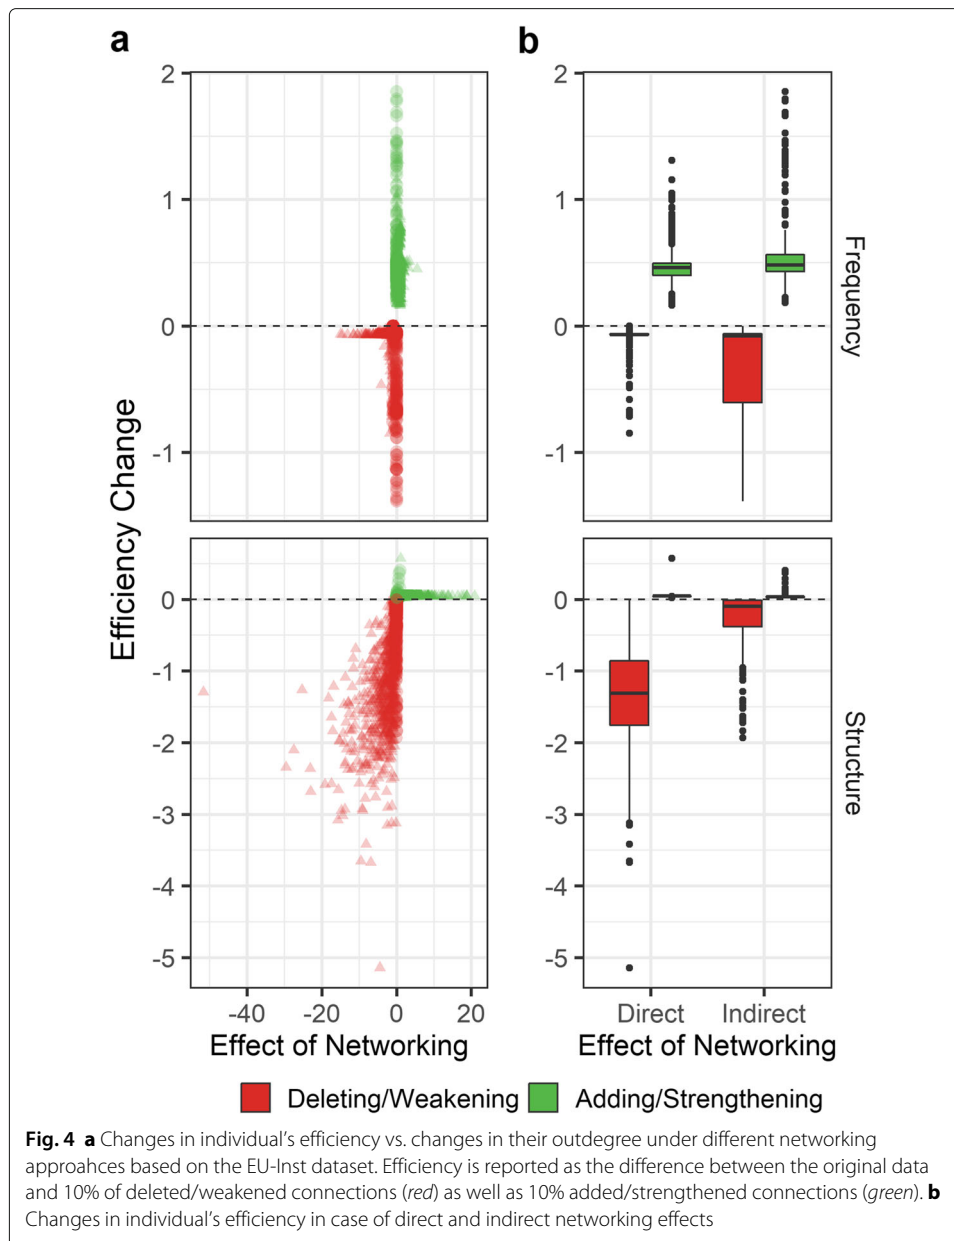 a b
2
1
0
-1
0
-1
-2
-3
-4
-5
Efficiency Change
-40 -20 0 20
Effect of Networking
2
1
0
-1
0
-1
-2
-3
-4
-5
Frequency
Structure
Direct Indirect
Effect of Networking
Deleting/Weakening Adding/Strengthening
Fig. 4 a Changes in individual's efficiency vs. changes in their outdegree under different networking
approahces based on the EU-Inst dataset. Efficiency is reported as the difference between the original data
and 10% of deleted/weakened connections (red) as well as 10% added/strengthened connections (green). b
Changes in individual's efficiency in case of direct and indirect networking effects